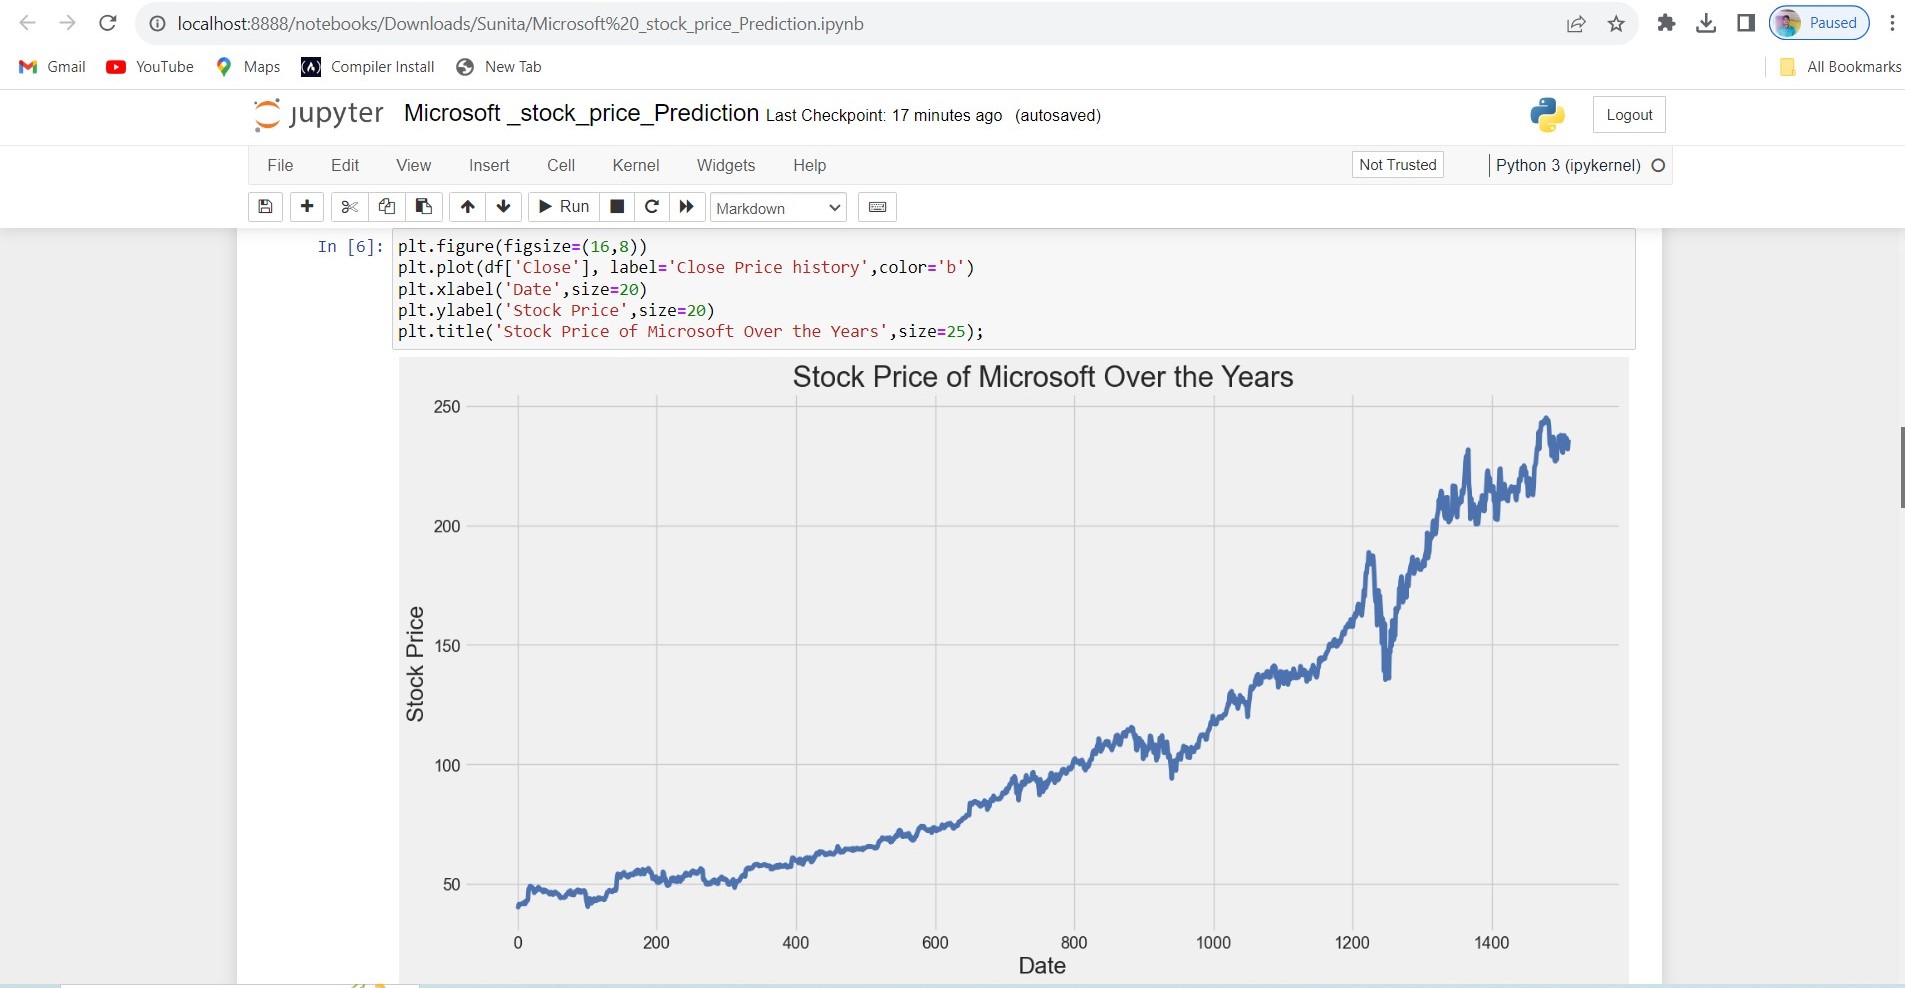 localhost:8888/notebooks/Downloads/Sunita/Microsoft%20_stock_price_Prediction.ipynb
Paused
Gmail YouTube Maps Compiler Install New Tab All Bookmarks
jupyter Microsoft _stock_price_Prediction Last Checkpoint: 17 minutes ago (autosaved) Logout
File Edit View Insert Cell Kernel Widgets Help Not Trusted Python 3 (ipykernel)
Run Markdown
In [6]: plt.figure(figsize=(16,8))
plt.plot(df['Close'], label='Close Price history',color='b')
plt.xlabel('Date',size=20)
plt.ylabel('Stock Price',size=20)
plt.title('Stock Price of Microsoft Over the Years',size=25);
Stock Price of Microsoft Over the Years
250
200
150
100
50
Stock Price
0 200 400 600 800 1000 1200 1400
Date